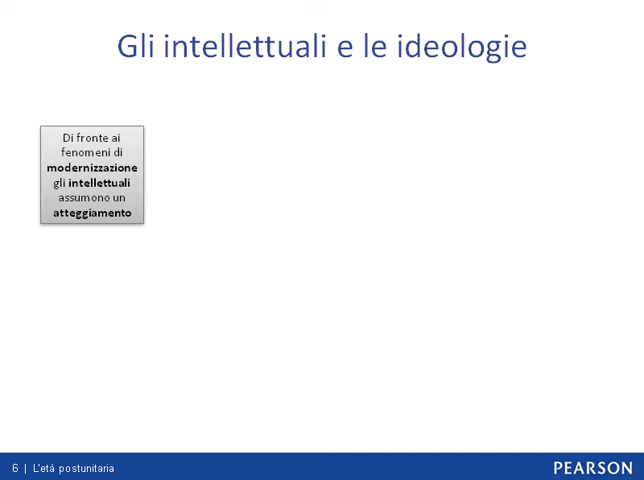 Gli intellettuali e le ideologie
Di fronte ai
fenomeni di
modernizzazione
gli intellettuali
assumono un
atteggiamento
6 | L'età postunitaria
PEARSON